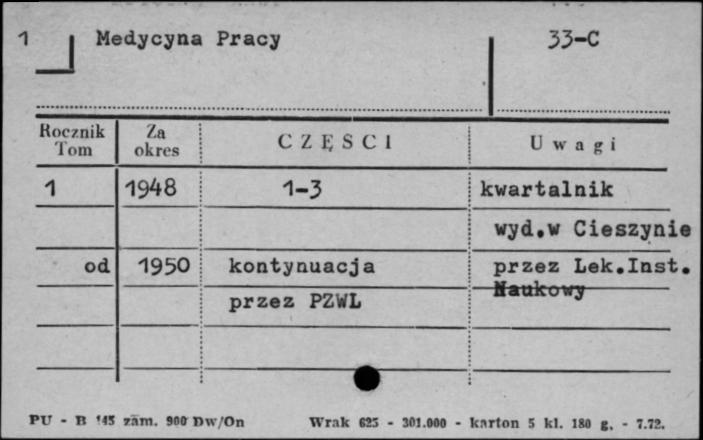 1 Medycyna Pracy 33-C
Rocznik Tom Za okres CZĘŚCI Uwagi
1 1948 1-3 kwartalnik
wyd.w Cieszynie
od 1950 kontynuacja przez Lek.Inst.
przez PZWL Naukowy
PU - B 145 zam. 900 Dw/On Wrak 625 - 301.000 - karton 5 kl. 180 g. - 7.72.